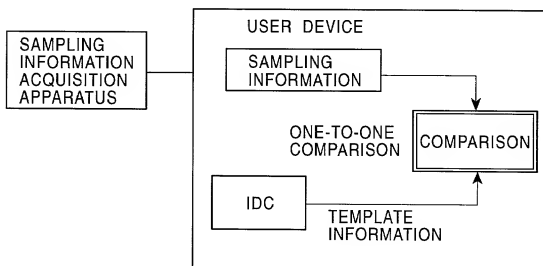 USER DEVICE
SAMPLING
INFORMATION
ACQUISITION
APPARATUS
SAMPLING
INFORMATION
ONE-TO-ONE
COMPARISON
COMPARISON
IDC
TEMPLATE
INFORMATION